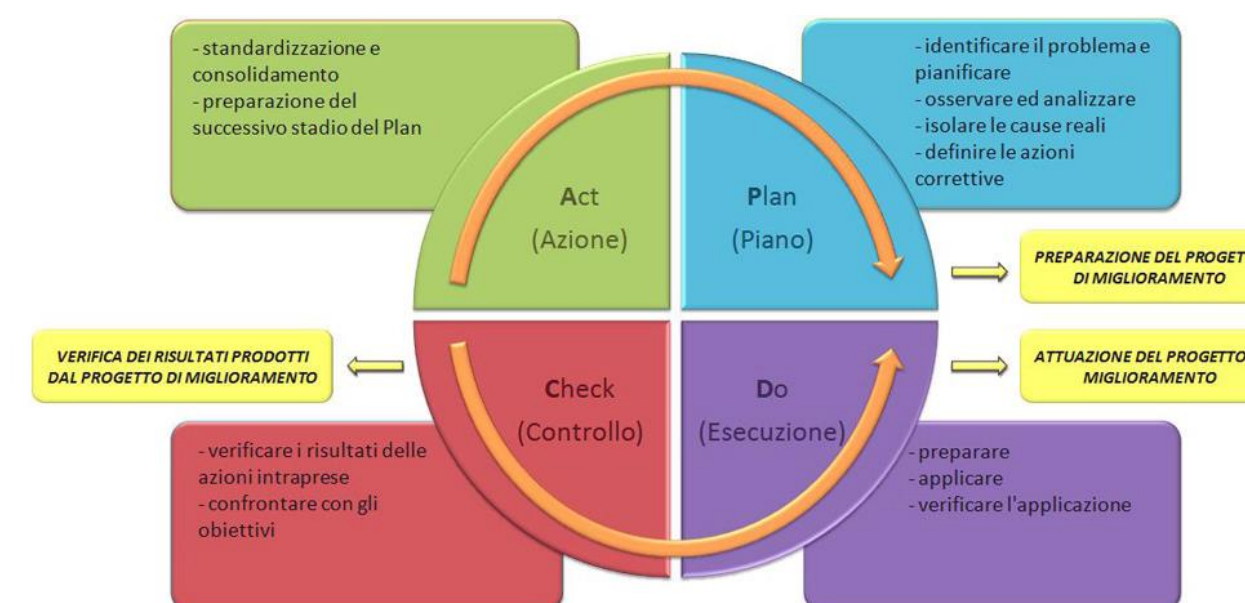 - standardizzazione e
consolidamento
- preparazione del
successivo stadio del Plan
- identificare il problema e
pianificare
- osservare ed analizzare
- isolare le cause reali
- definire le azioni
correttive
Act
(Azione)
Plan
(Piano)
PREPARAZIONE DEL PROGET
DI MIGLIORAMENTO
VERIFICA DEI RISULTATI PRODOTTI
DAL PROGETTO DI MIGLIORAMENTO
ATTUAZIONE DEL PROGETTO
MIGLIORAMENTO
Check
(Controllo)
Do
(Esecuzione)
- verificare i risultati delle
azioni intraprese
- confrontare con gli
obiettivi
- preparare
- applicare
- verificare l'applicazione